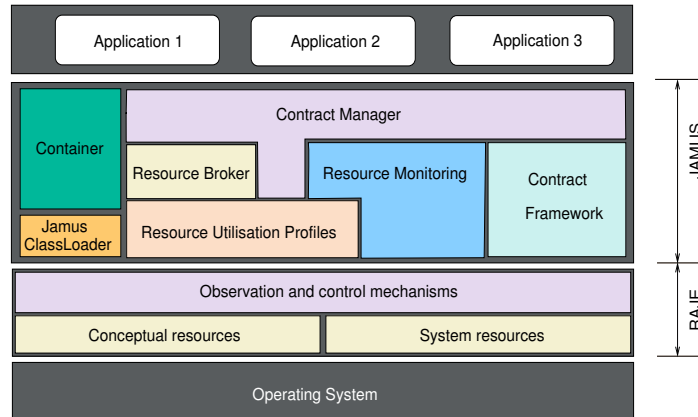 Application 1
Application 2
Application 3
Contract Manager
Container
Resource Broker
Resource Monitoring
Contract
Framework
Jamus
ClassLoader
Resource Utilisation Profiles
JAMUS
Observation and control mechanisms
Conceptual resources
System resources
RAJE
Operating System